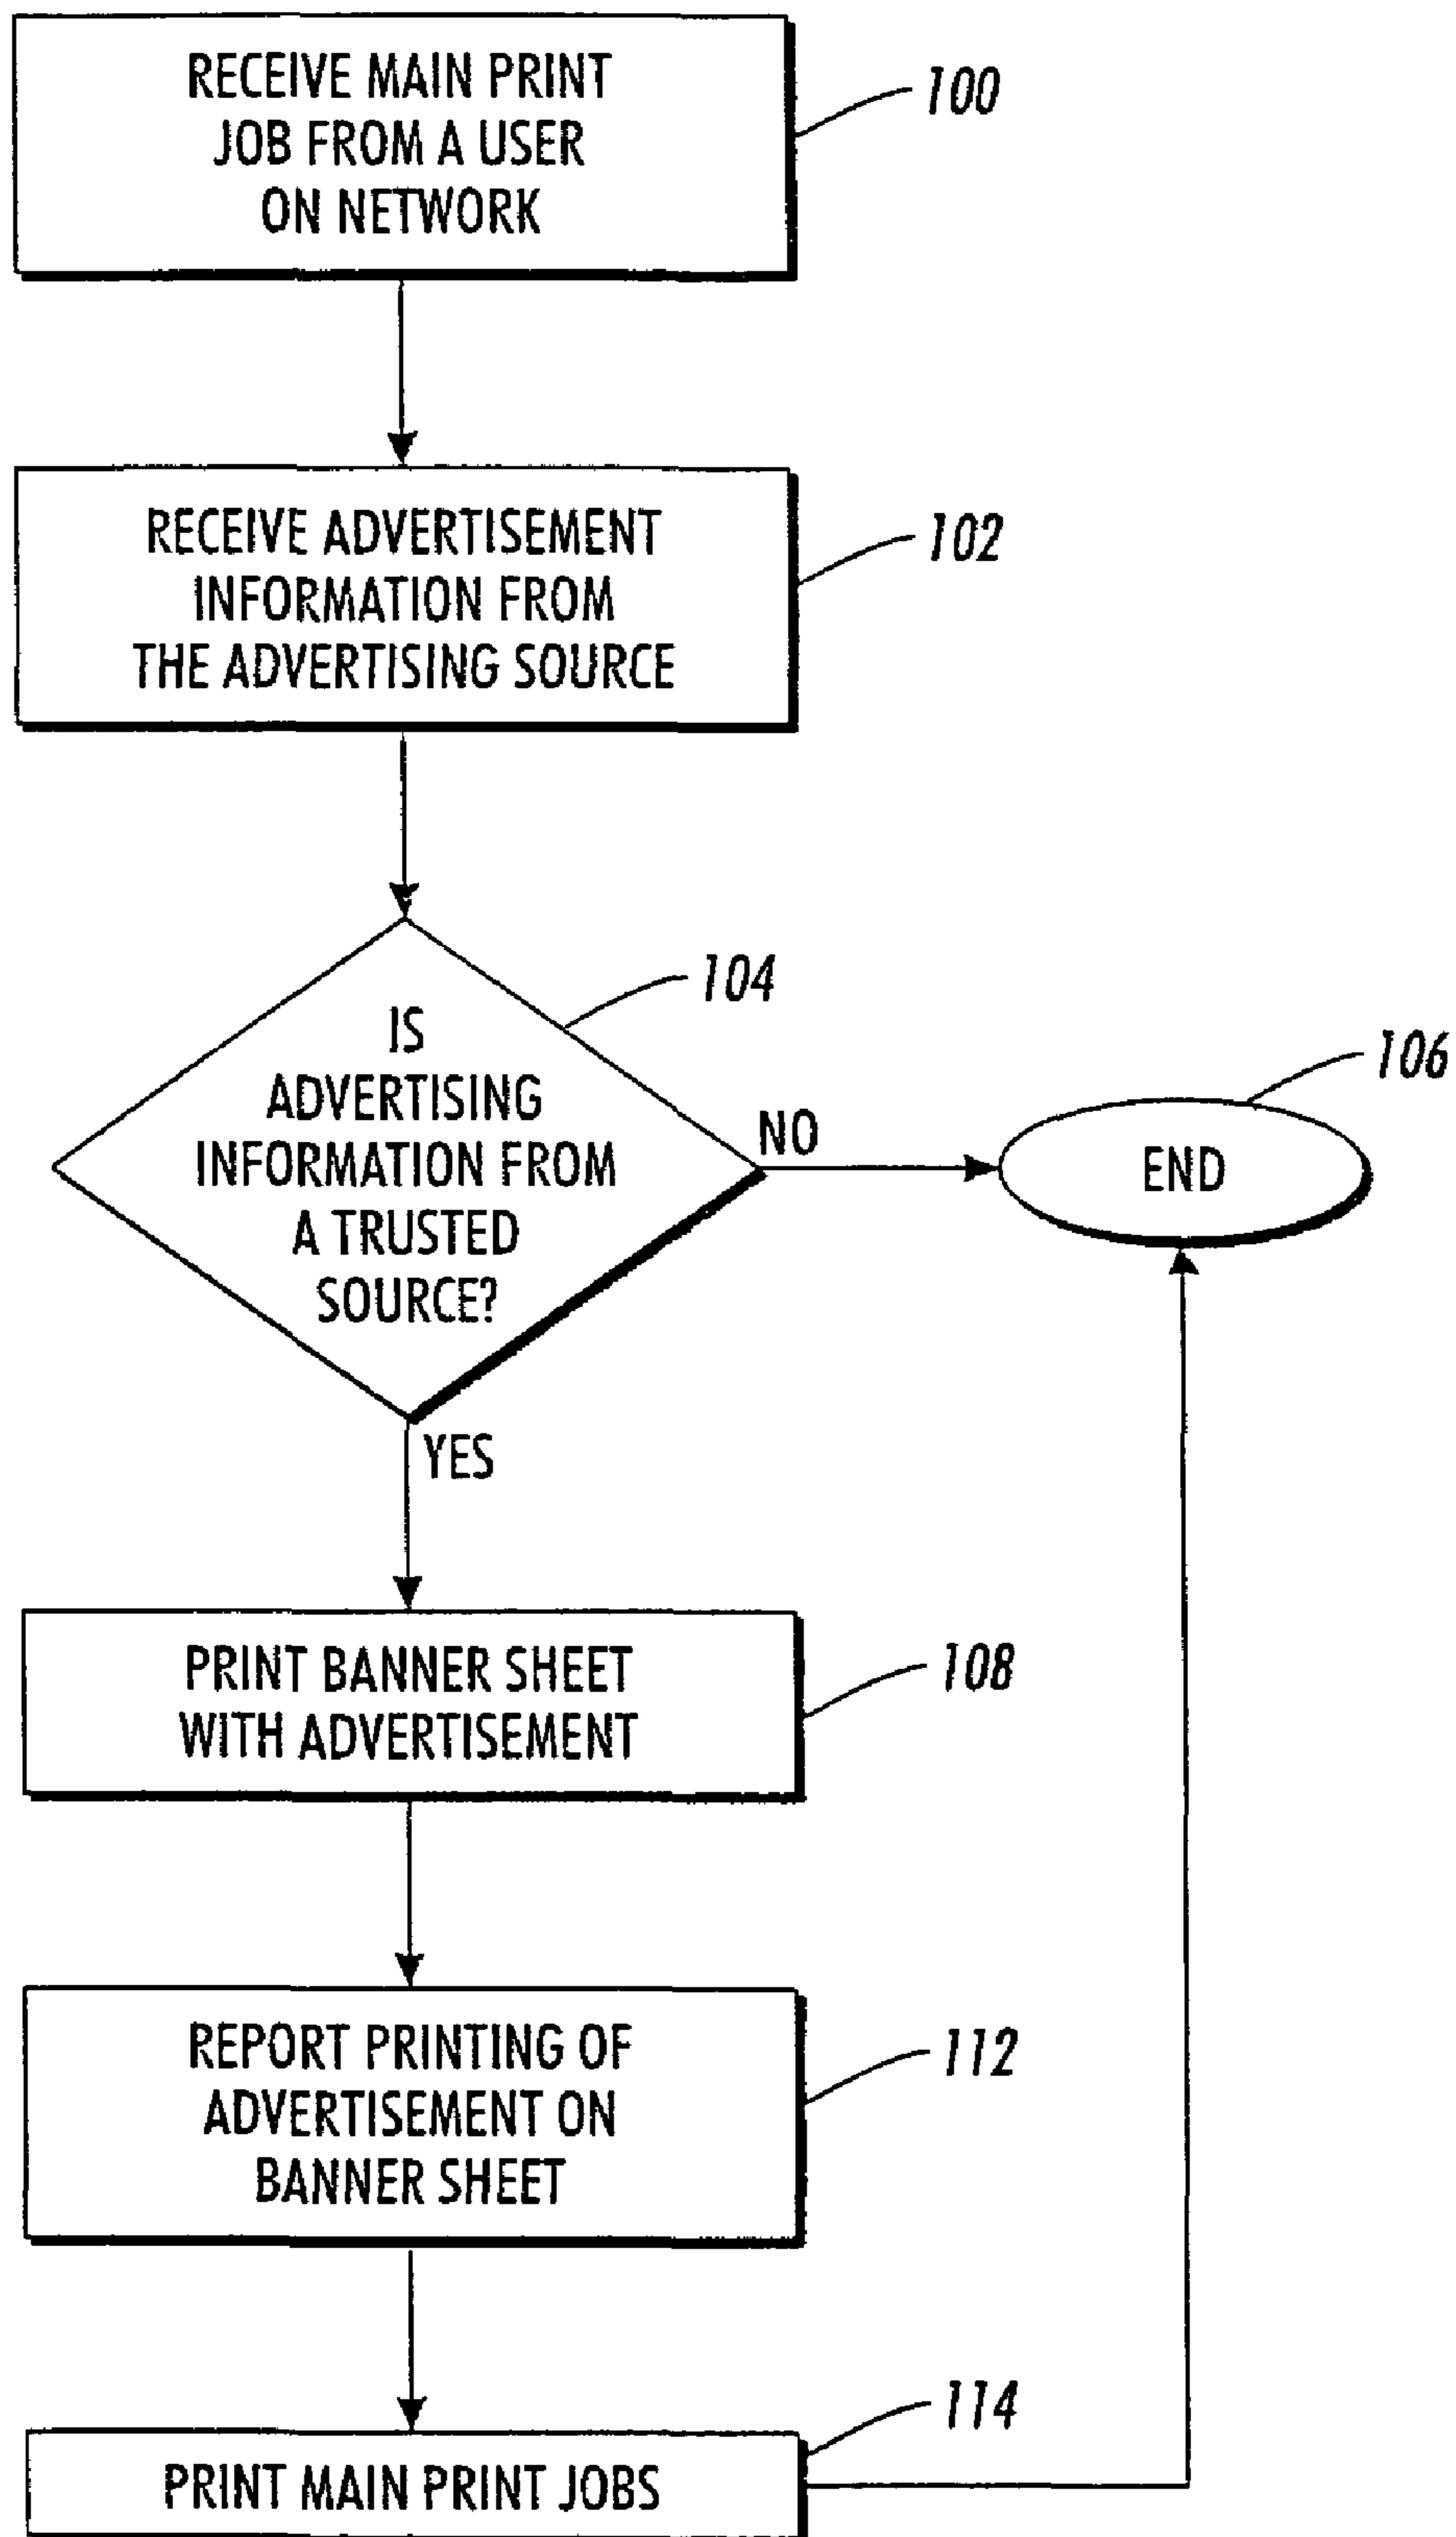 RECEIVE MAIN PRINT
JOB FROM A USER
ON NETWORK
100
RECEIVE ADVERTISEMENT
INFORMATION FROM
THE ADVERTISING SOURCE
102
IS
ADVERTISING
INFORMATION FROM
A TRUSTED
SOURCE?
104
NO
END
106
YES
PRINT BANNER SHEET
WITH ADVERTISEMENT
108
REPORT PRINTING OF
ADVERTISEMENT ON
BANNER SHEET
112
PRINT MAIN PRINT JOBS
114